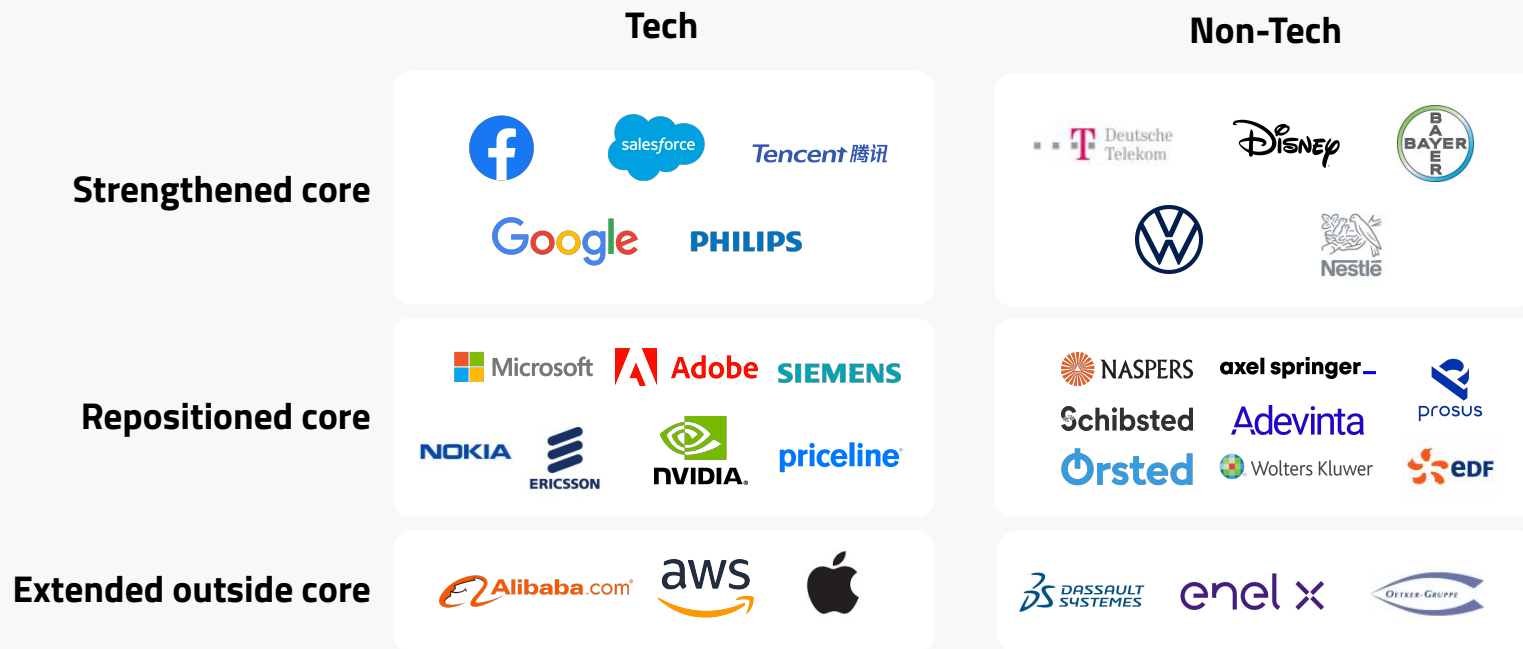 Tech
Non-Tech
Strengthened core
salesforce
Tencent 腾讯
Google
PHILIPS
Deutsche
Telekom
Disney
BAYER
BAYER
Nestlé
Repositioned core
Microsoft
Adobe
SIEMENS
NOKIA
ERICSSON
nVIDIA.
priceline®
NASPERS
axel springer_
prosus
Schibsted
Adevinta
Ørsted
Wolters Kluwer
eDF
Extended outside core
Alibaba.com®
aws
DASSAULT
SYSTEMES
enel x
OETKER-GRUPPE